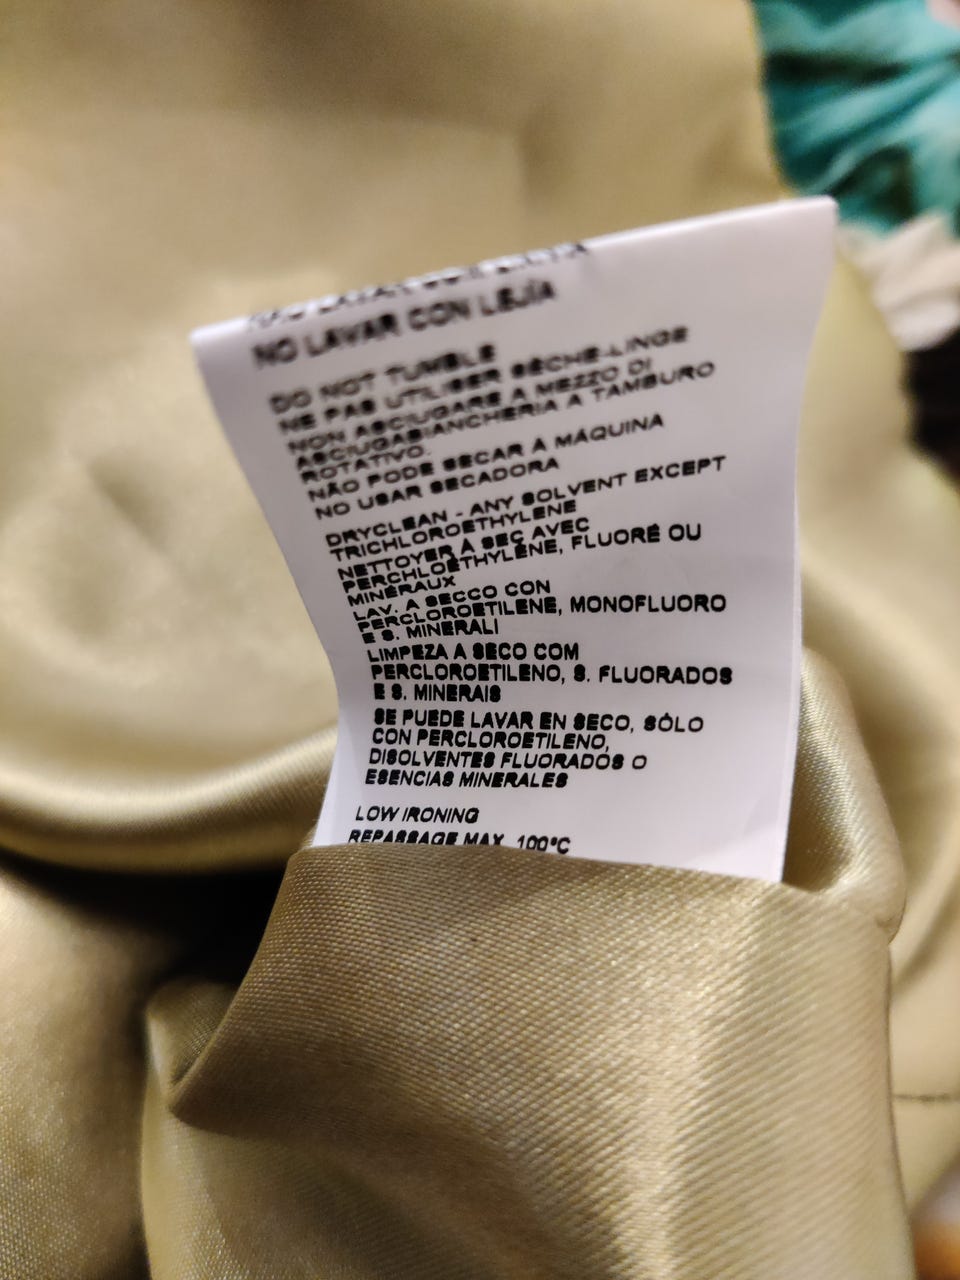 NO LAVAR CON LEJÍA
DO NOT TUMBLE
NE PAS UTILISER SÈCHE-LINGE
NON ASCIUGARE A MEZZO DI
ASCIUGABIANCHERIA A TAMBURO
ROTATIVO.
NÃO PODE SECAR À MÁQUINA
NO USAR SECADORA
DRYCLEAN - ANY SOLVENT EXCEPT
TRICHLOROETHYLENE
NETTOYER À SEC AVEC
PERCHLOÉTHYLÈNE, FLUORÉ OU
MINÉRAUX
LAV. A SECCO CON
PERCLOROETILENE, MONOFLUORO
E S. MINERALI
LIMPEZA A SECO COM
PERCLOROETILENO, S. FLUORADOS
E S. MINERAIS
SE PUEDE LAVAR EN SECO, SÓLO
CON PERCLOROETILENO,
DISOLVENTES FLUORADOS O
ESENCIAS MINERALES
LOW IRONING
REPASSAGE MAX. 100°C